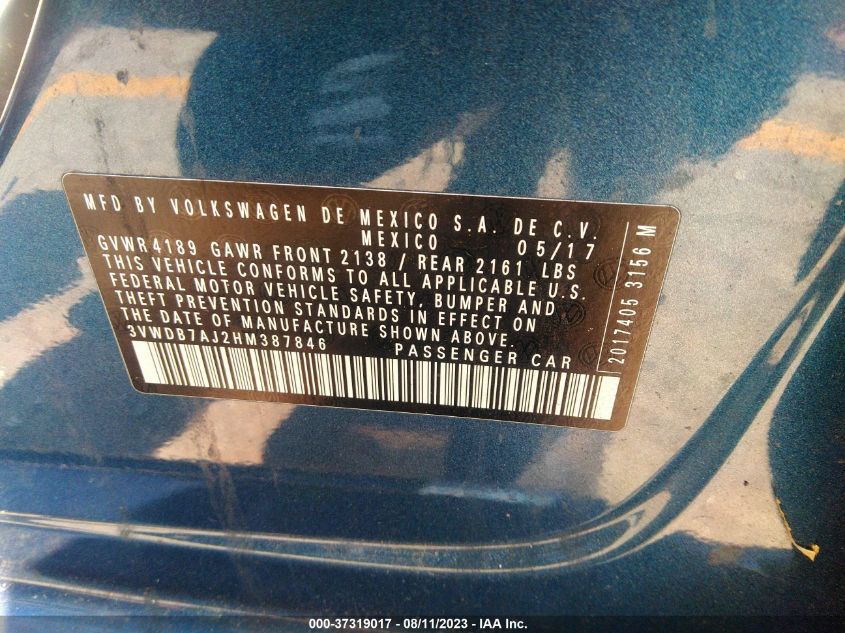 MFD BY VOLKSWAGEN DE MEXICO S.A. DE C.V.
MEXICO 05/17
GVWR 4189 GAWR FRONT 2138 / REAR 2161 LBS
THIS VEHICLE CONFORMS TO ALL APPLICABLE U.S.
FEDERAL MOTOR VEHICLE SAFETY, BUMPER AND
THEFT PREVENTION STANDARDS IN EFFECT ON
THE DATE OF MANUFACTURE SHOWN ABOVE.
3VWDB7AJ2HM387846 PASSENGER CAR
2017405 3156 M
000-37319017 - 08/11/2023 - IAA Inc.